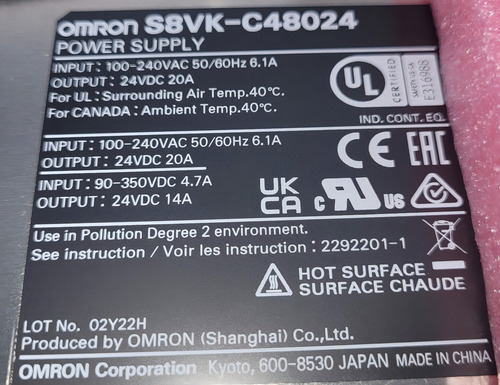 OMRON S8VK-C48024
POWER SUPPLY
INPUT: 100-240VAC 50/60Hz 6.1A
OUTPUT: 24VDC 20A
For UL: Surrounding Air Temp.40°C.
For CANADA: Ambient Temp.40°C.
UL
CERTIFIED
SAFETY US-CA
E316988
IND. CONT. EQ.
INPUT: 100-240VAC 50/60Hz 6.1A
OUTPUT: 24VDC 20A
INPUT: 90-350VDC 4.7A
OUTPUT: 24VDC 14A
CE EAC
UK
CA
c RU US
Use in Pollution Degree 2 environment.
See instruction / Voir les instruction : 2292201-1
HOT SURFACE
SURFACE CHAUDE
LOT No. 02Y22H
Produced by OMRON (Shanghai) Co.,Ltd.
OMRON Corporation Kyoto, 600-8530 JAPAN MADE IN CHINA